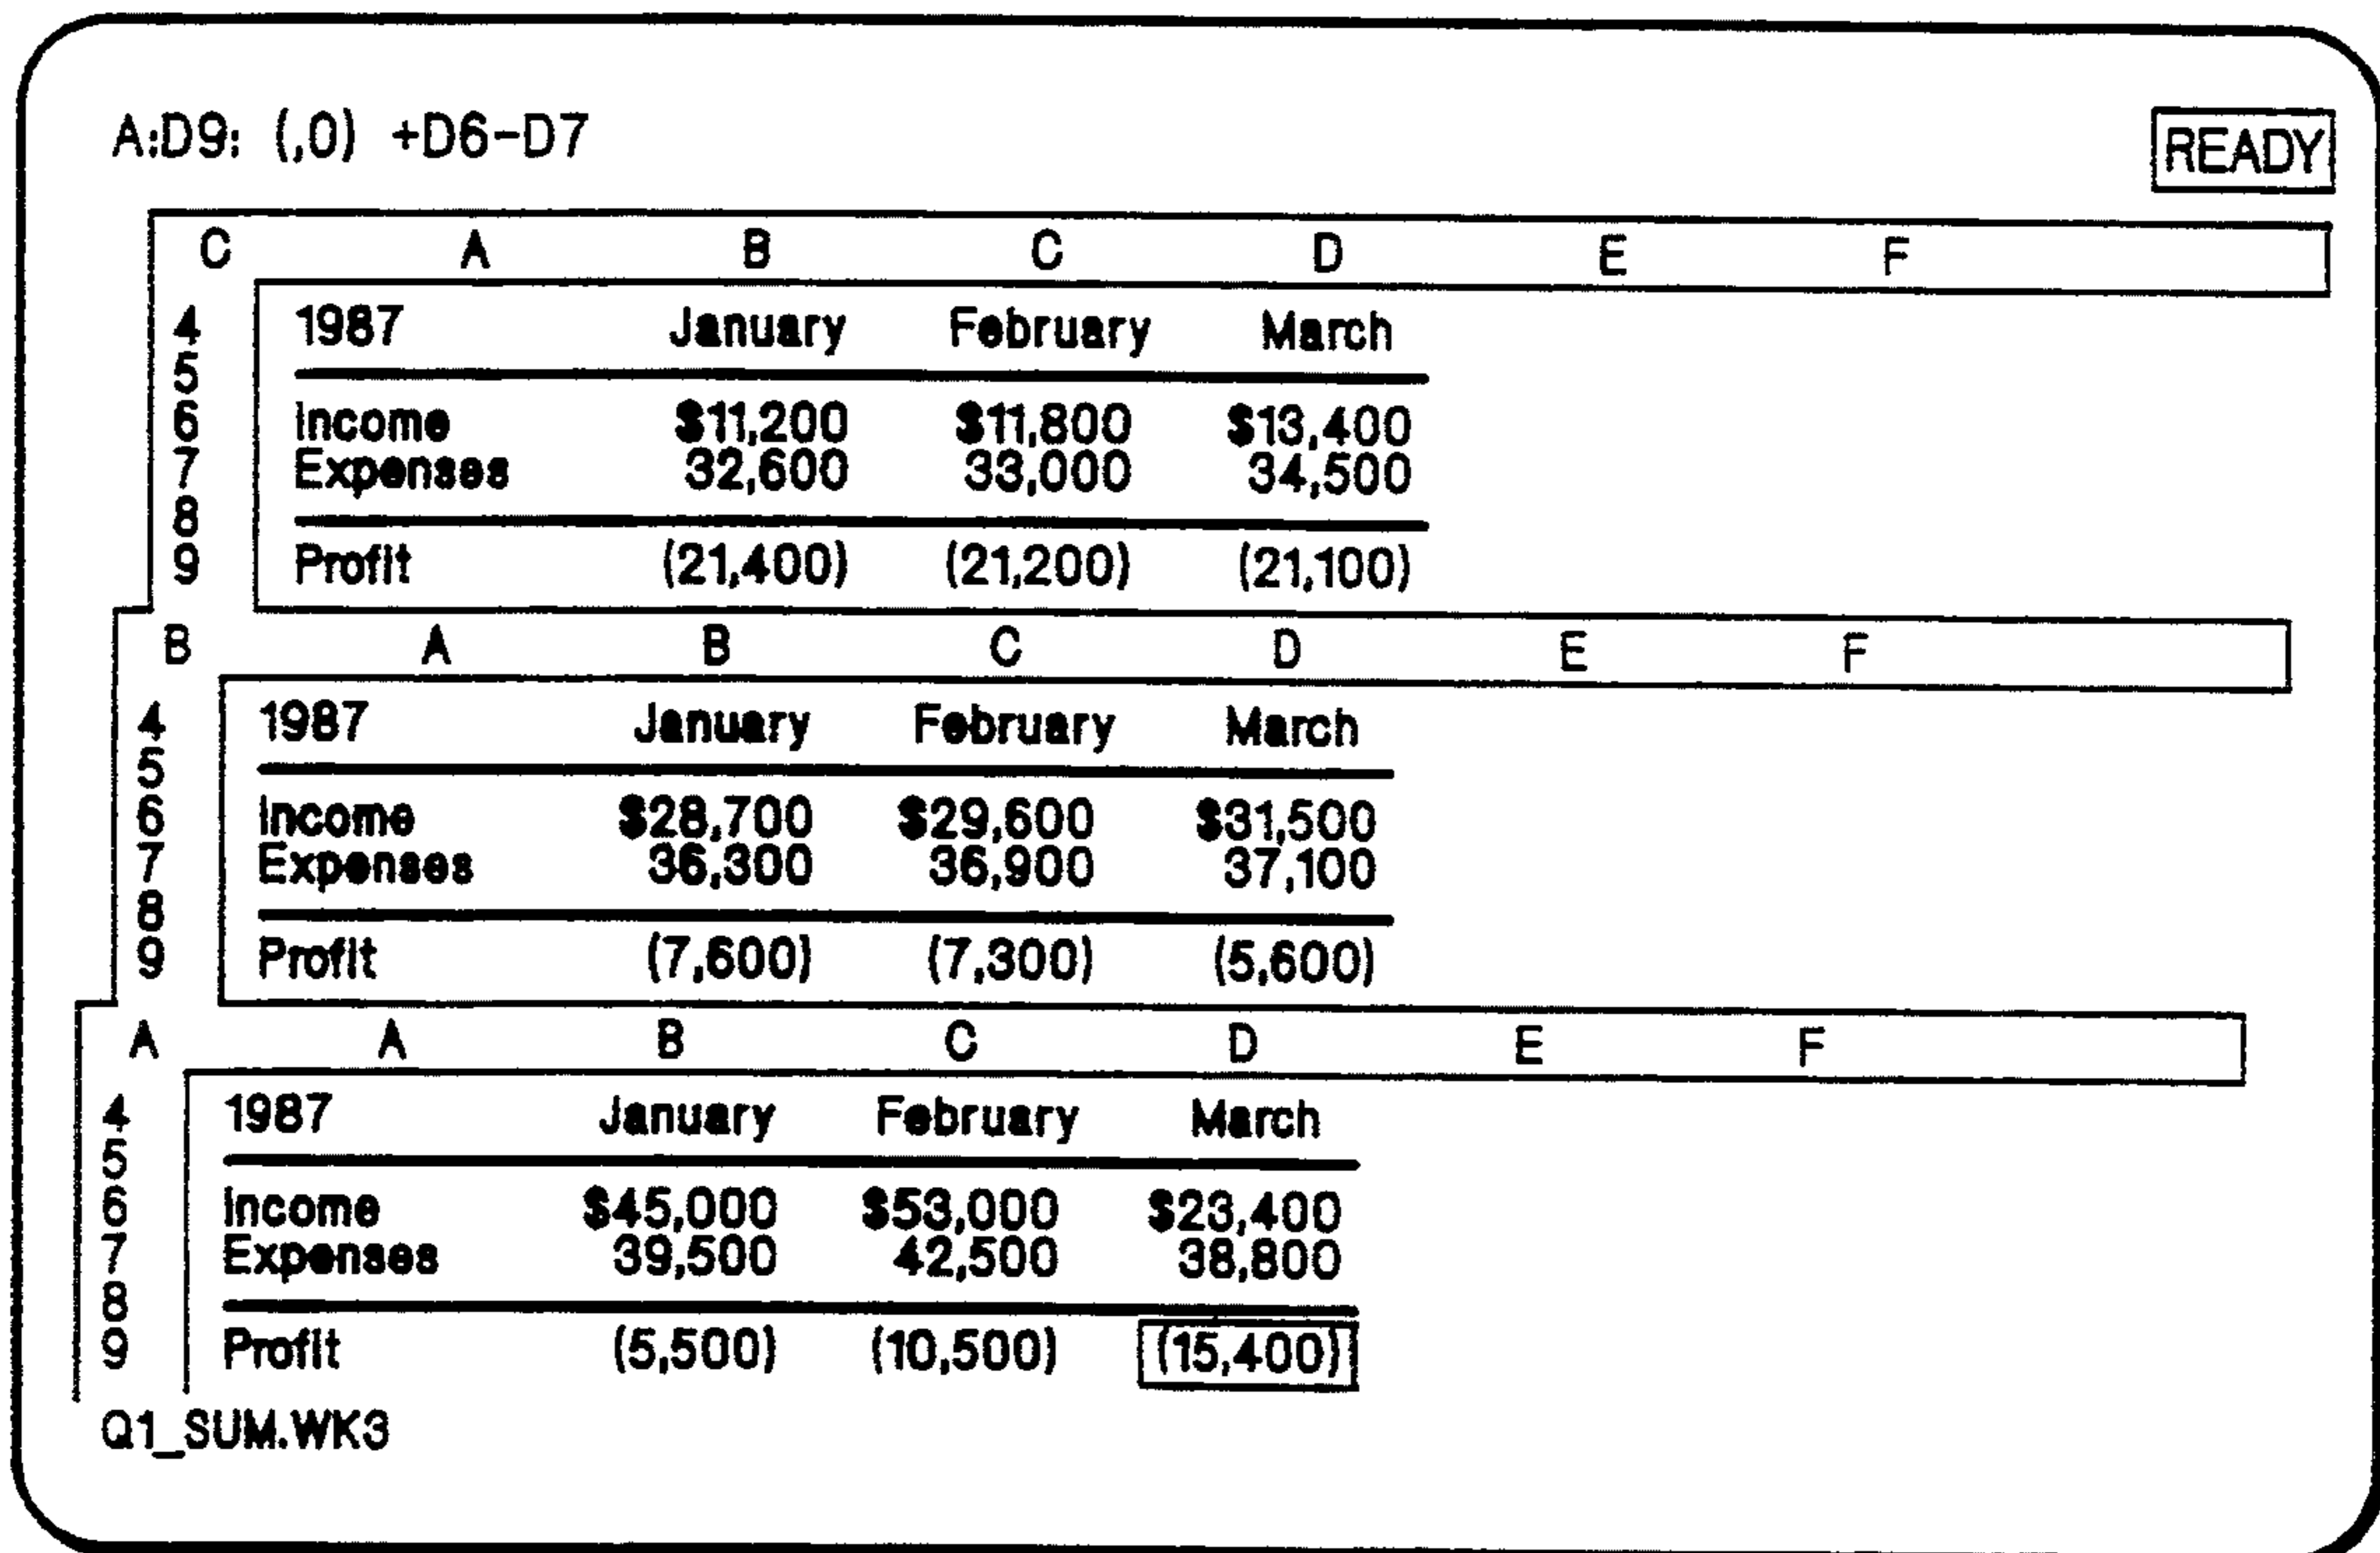 A:D9: (,0) +D6-D7 READY
C A B C D E F
4 1987 January February March
5
6 Income $11,200 $11,800 $13,400
7 Expenses 32,600 33,000 34,500
8
9 Profit (21,400) (21,200) (21,100)
B A B C D E F
4 1987 January February March
5
6 Income $28,700 $29,600 $31,500
7 Expenses 36,300 36,900 37,100
8
9 Profit (7,600) (7,300) (5,600)
A A B C D E F
4 1987 January February March
5
6 Income $45,000 $53,000 $23,400
7 Expenses 39,500 42,500 38,800
8
9 Profit (5,500) (10,500) (15,400)
Q1_SUM.WK3